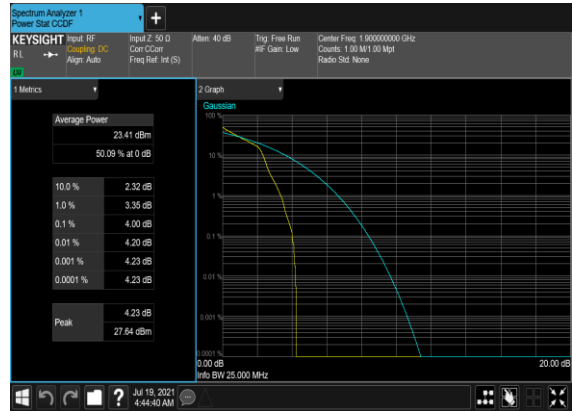 Spectrum Analyzer 1
Power Stat CCDF
KEYSIGHT
RL
Input: RF
Coupling: DC
Align: Auto
Input Z: 50 Ω
Corr CCorr
Freq Ref: Int (S)
Atten: 40 dB
Trig: Free Run
#IF Gain: Low
Center Freq: 1.900000000 GHz
Counts: 1.00 M/1.00 Mpt
Radio Std: None
1 Metrics
Average Power
23.41 dBm
50.09 % at 0 dB
10.0 % 2.32 dB
1.0 % 3.35 dB
0.1 % 4.00 dB
0.01 % 4.20 dB
0.001 % 4.23 dB
0.0001 % 4.23 dB
Peak
4.23 dB
27.64 dBm
2 Graph
Gaussian
100 %
10 %
1 %
0.1 %
0.01 %
0.001 %
0.0001 %
0.00 dB 20.00 dB
Info BW 25.000 MHz
?
Jul 19, 2021
4:44:40 AM